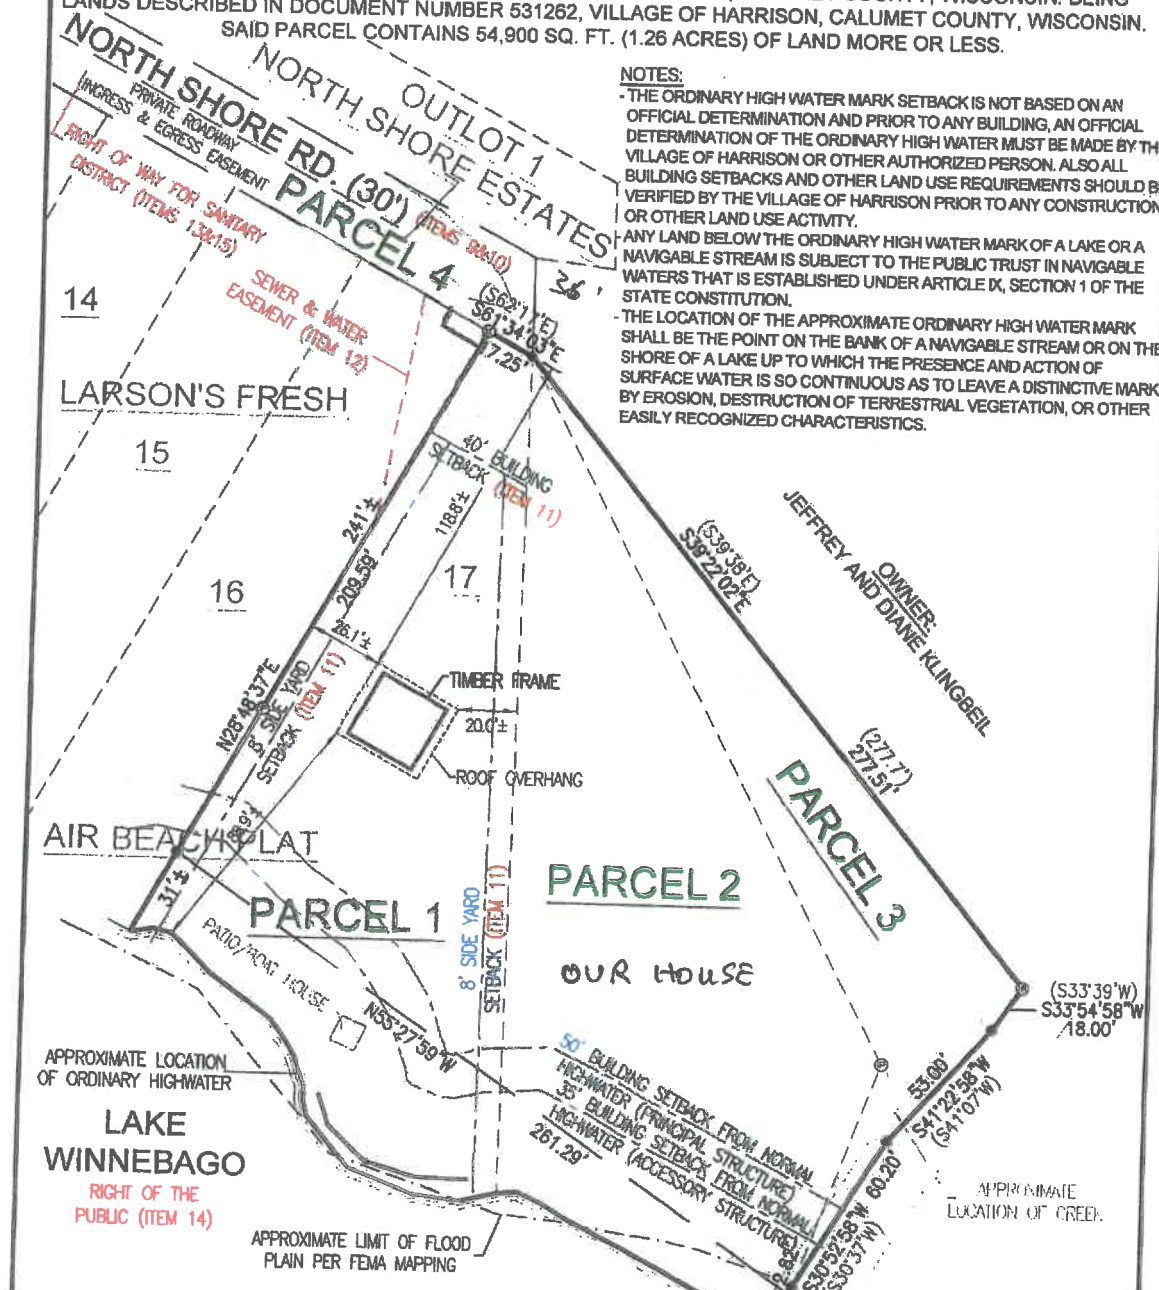 LANDS DESCRIBED IN DOCUMENT NUMBER 531262, VILLAGE OF HARRISON, CALUMET COUNTY, WISCONSIN.
SAID PARCEL CONTAINS 54,900 SQ. FT. (1.26 ACRES) OF LAND MORE OR LESS.
NOTES:
- THE ORDINARY HIGH WATER MARK SETBACK IS NOT BASED ON AN
OFFICIAL DETERMINATION AND PRIOR TO ANY BUILDING, AN OFFICIAL
DETERMINATION OF THE ORDINARY HIGH WATER MUST BE MADE BY TH
VILLAGE OF HARRISON OR OTHER AUTHORIZED PERSON. ALSO ALL
BUILDING SETBACKS AND OTHER LAND USE REQUIREMENTS SHOULD B
VERIFIED BY THE VILLAGE OF HARRISON PRIOR TO ANY CONSTRUCTION
OR OTHER LAND USE ACTIVITY.
- ANY LAND BELOW THE ORDINARY HIGH WATER MARK OF A LAKE OR A
NAVIGABLE STREAM IS SUBJECT TO THE PUBLIC TRUST IN NAVIGABLE
WATERS THAT IS ESTABLISHED UNDER ARTICLE IX, SECTION 1 OF THE
STATE CONSTITUTION.
- THE LOCATION OF THE APPROXIMATE ORDINARY HIGH WATER MARK
SHALL BE THE POINT ON THE BANK OF A NAVIGABLE STREAM OR ON THE
SHORE OF A LAKE UP TO WHICH THE PRESENCE AND ACTION OF
SURFACE WATER IS SO CONTINUOUS AS TO LEAVE A DISTINCTIVE MARK
BY EROSION, DESTRUCTION OF TERRESTRIAL VEGETATION, OR OTHER
EASILY RECOGNIZED CHARACTERISTICS.
OUTLOT 1
NORTH SHORE ESTATES
NORTH SHORE RD. (30')
PRIVATE ROADWAY
INGRESS & EGRESS EASEMENT
PARCEL 4
(ITEMS 9&10)
RIGHT OF WAY FOR SANITARY
DISTRICT (ITEMS 13&15)
SEWER & WATER
EASEMENT (ITEM 12)
36'
(S62°17'E)
S61°34'03"E
17.25'
14
LARSON'S FRESH
15
16
17
40' BUILDING
SETBACK (ITEM 11)
118.8'±
241'±
209.59'
26.1'±
N28°48'37"E
8' SIDE YARD
SETBACK (ITEM 11)
TIMBER FRAME
20.0'±
ROOF OVERHANG
(S39°38'E)
S39°22'02"E
OWNER:
JEFFREY AND DIANE KLINGBEIL
(277.7')
277.51'
PARCEL 3
AIR BEACH PLAT
31'±
PARCEL 1
PATIO/BOAT HOUSE
8' SIDE YARD
SETBACK (ITEM 11)
PARCEL 2
OUR HOUSE
N55°27'59"W
261.29'
50' BUILDING SETBACK FROM NORMAL
HIGHWATER (PRINCIPAL STRUCTURE)
35' BUILDING SETBACK FROM NORMAL
HIGHWATER (ACCESSORY STRUCTURE)
(S33°39'W)
S33°54'58"W
18.00'
53.00'
S41°22'58"W
(S41°07'W)
60.20'
S30°52'58"W
(S30°37'W)
APPROXIMATE
LOCATION OF CREEK
APPROXIMATE LOCATION
OF ORDINARY HIGHWATER
LAKE
WINNEBAGO
RIGHT OF THE
PUBLIC (ITEM 14)
APPROXIMATE LIMIT OF FLOOD
PLAIN PER FEMA MAPPING